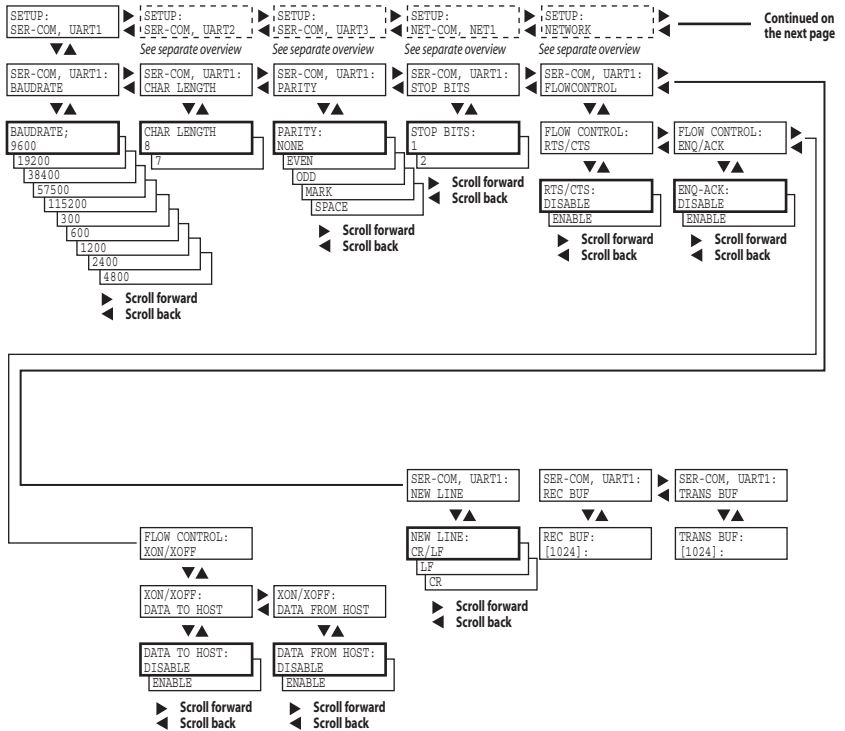 SETUP:
SER-COM, UART1
SETUP:
SER-COM, UART2
SETUP:
SER-COM, UART3
SETUP:
NET-COM, NET1
SETUP:
NETWORK
Continued on
the next page
See separate overview
See separate overview
See separate overview
See separate overview
SER-COM, UART1:
BAUDRATE
SER-COM, UART1:
CHAR LENGTH
SER-COM, UART1:
PARITY
SER-COM, UART1:
STOP BITS
SER-COM, UART1:
FLOWCONTROL
BAUDRATE;
9600
19200
38400
57500
115200
300
600
1200
2400
4800
Scroll forward
Scroll back
CHAR LENGTH
8
7
PARITY:
NONE
EVEN
ODD
MARK
SPACE
Scroll forward
Scroll back
STOP BITS:
1
2
Scroll forward
Scroll back
FLOW CONTROL:
RTS/CTS
FLOW CONTROL:
ENQ/ACK
RTS/CTS:
DISABLE
ENABLE
Scroll forward
Scroll back
ENQ-ACK:
DISABLE
ENABLE
Scroll forward
Scroll back
SER-COM, UART1:
NEW LINE
SER-COM, UART1:
REC BUF
SER-COM, UART1:
TRANS BUF
NEW LINE:
CR/LF
LF
CR
Scroll forward
Scroll back
REC BUF:
[1024]:
TRANS BUF:
[1024]:
FLOW CONTROL:
XON/XOFF
XON/XOFF:
DATA TO HOST
XON/XOFF:
DATA FROM HOST
DATA TO HOST:
DISABLE
ENABLE
Scroll forward
Scroll back
DATA FROM HOST:
DISABLE
ENABLE
Scroll forward
Scroll back